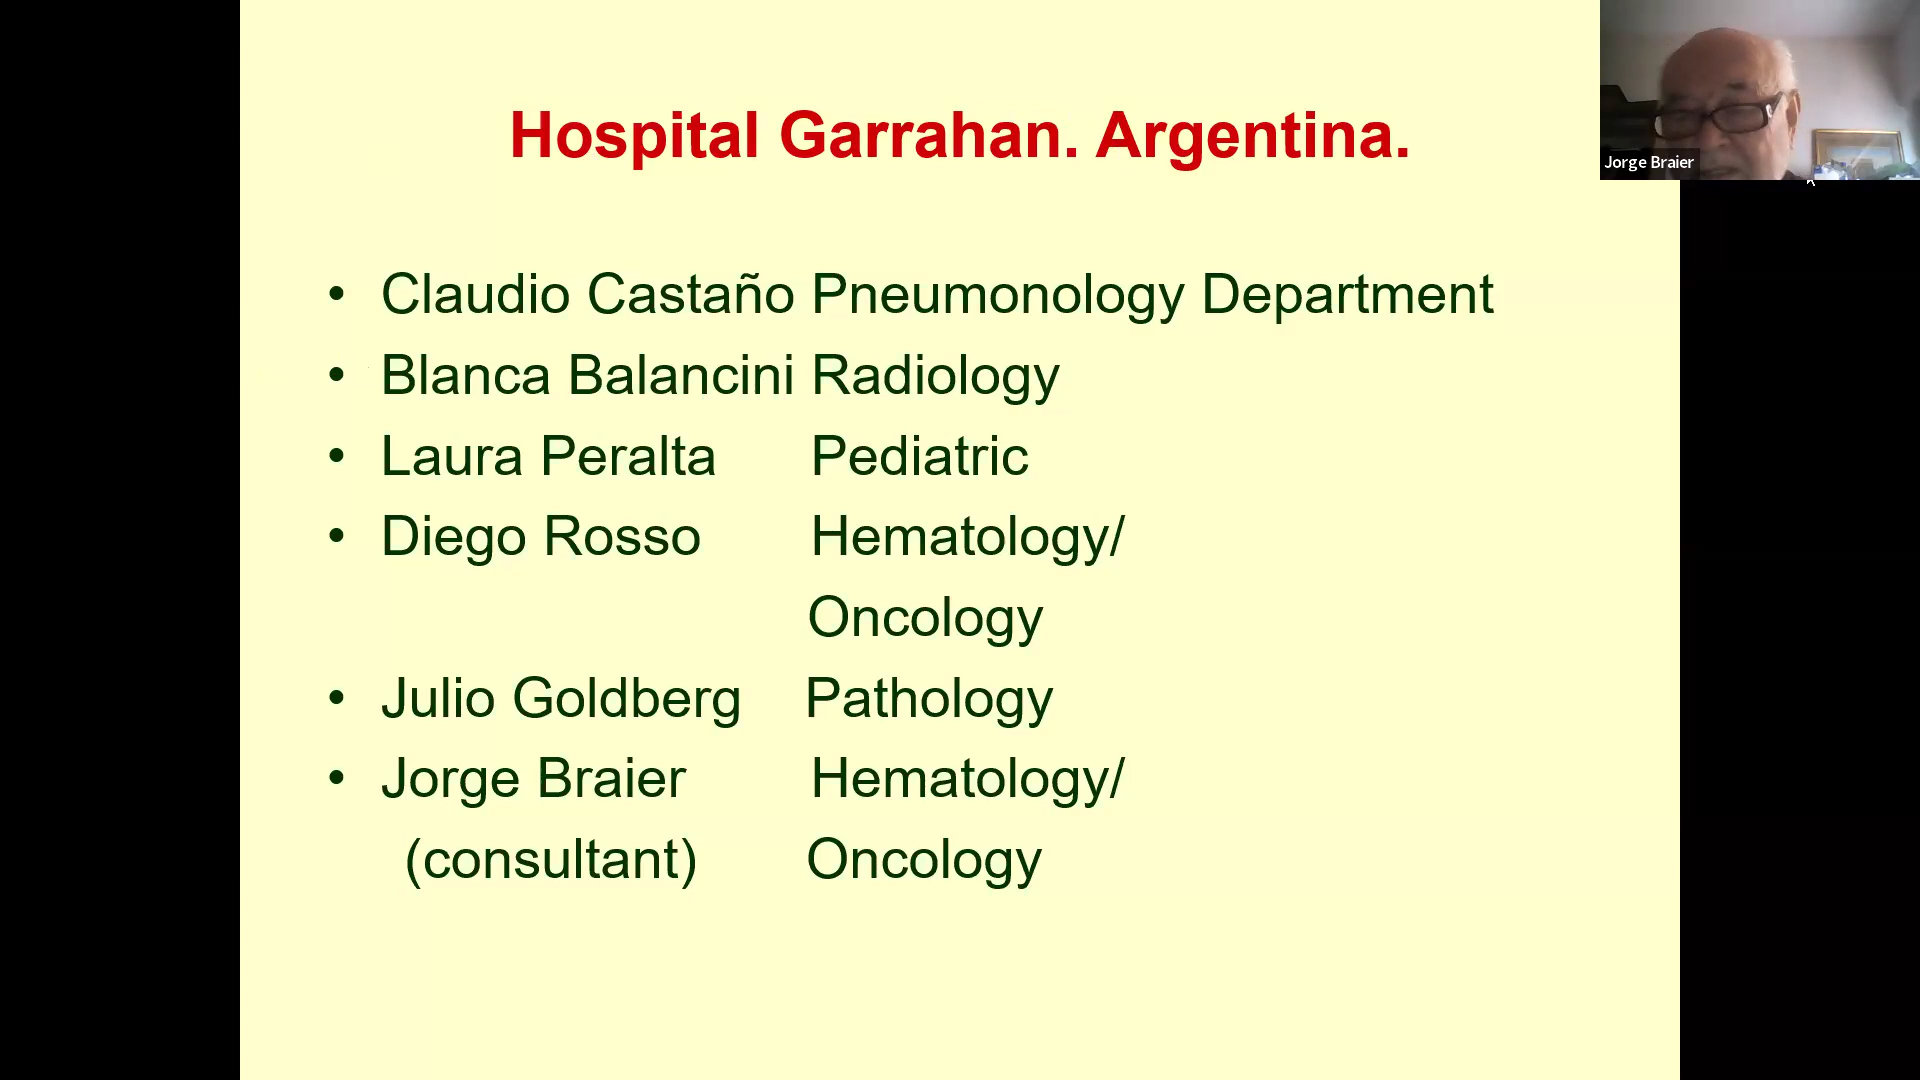 Hospital Garrahan. Argentina.
Jorge Braier
• Claudio Castaño Pneumonology Department
• Blanca Balancini Radiology
• Laura Peralta Pediatric
• Diego Rosso Hematology/
Oncology
• Julio Goldberg Pathology
• Jorge Braier Hematology/
(consultant) Oncology